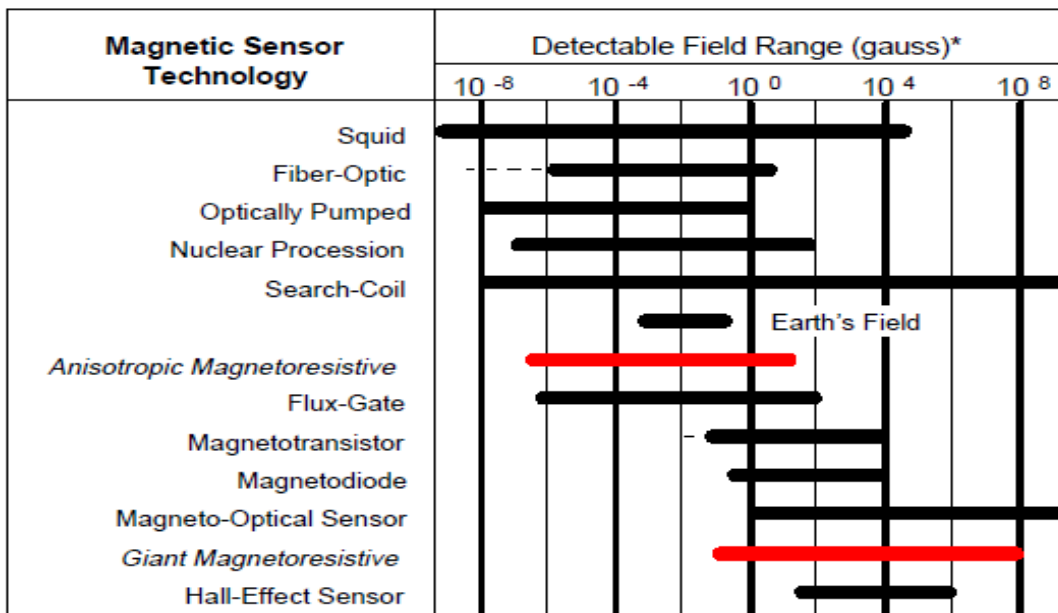 Magnetic Sensor
Technology
Detectable Field Range (gauss)*
10 -8 10 -4 10 0 10 4 10 8
Squid
Fiber-Optic
Optically Pumped
Nuclear Procession
Search-Coil
Earth's Field
Anisotropic Magnetoresistive
Flux-Gate
Magnetotransistor
Magnetodiode
Magneto-Optical Sensor
Giant Magnetoresistive
Hall-Effect Sensor